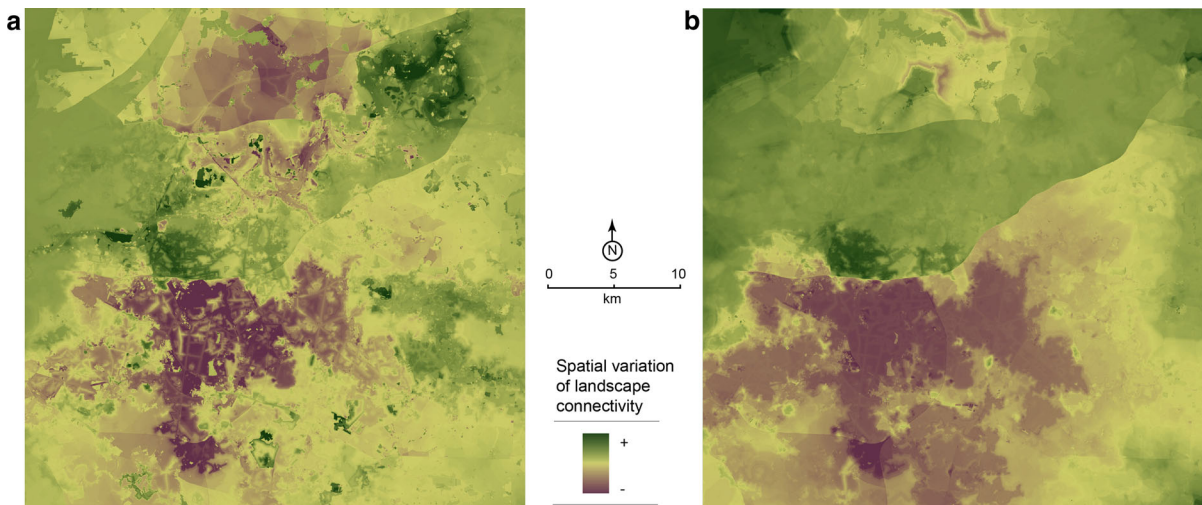 a
b
N
0 5 10
km
Spatial variation
of landscape
connectivity
+
-